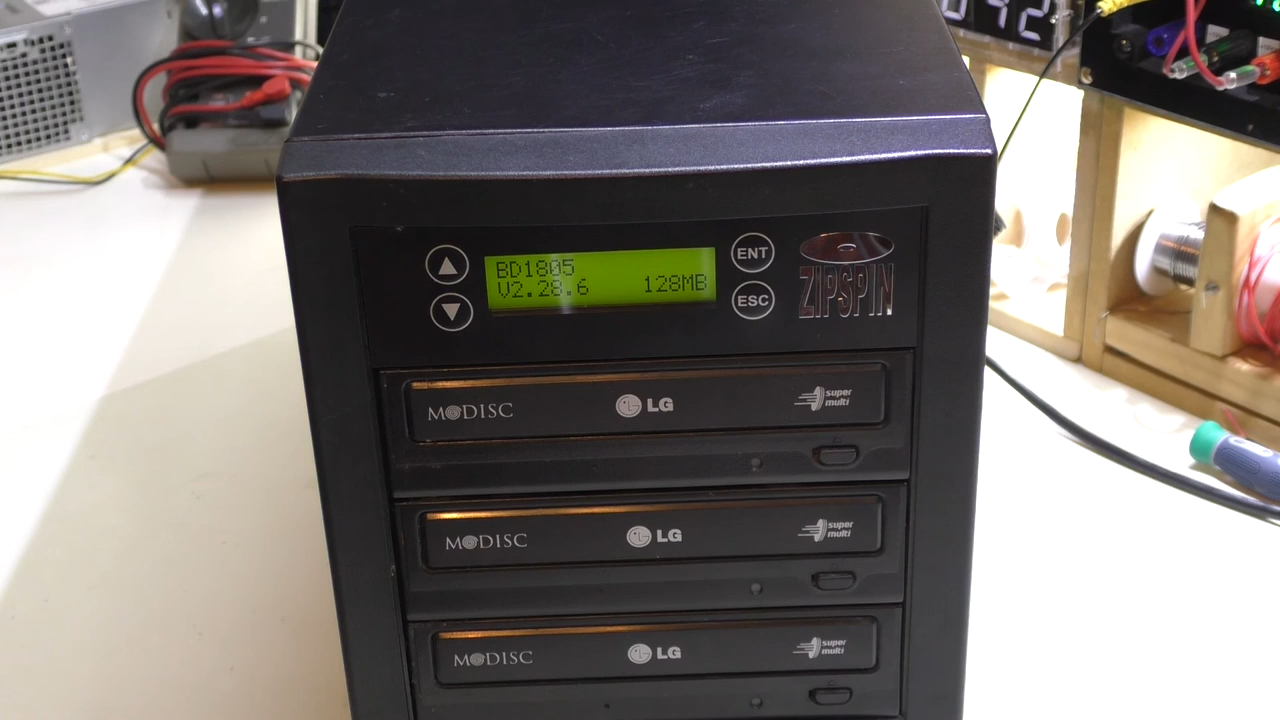 042
BD1805
V2.28.6 128MB
ENT
ESC
ZIPSPIN
M DISC LG super multi
M DISC LG super multi
M DISC LG super multi